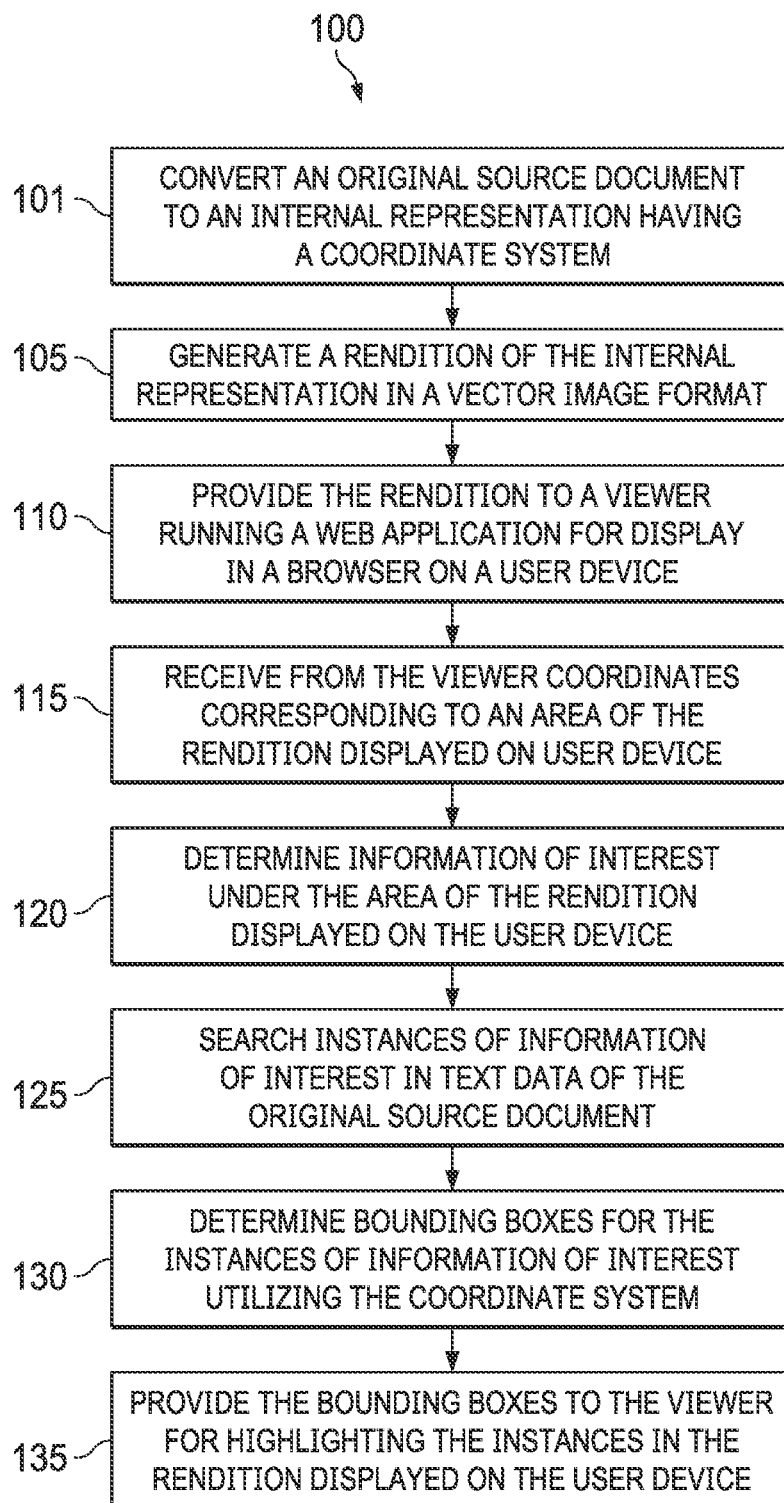 100
101
CONVERT AN ORIGINAL SOURCE DOCUMENT
TO AN INTERNAL REPRESENTATION HAVING
A COORDINATE SYSTEM
105
GENERATE A RENDITION OF THE INTERNAL
REPRESENTATION IN A VECTOR IMAGE FORMAT
110
PROVIDE THE RENDITION TO A VIEWER
RUNNING A WEB APPLICATION FOR DISPLAY
IN A BROWSER ON A USER DEVICE
115
RECEIVE FROM THE VIEWER COORDINATES
CORRESPONDING TO AN AREA OF THE
RENDITION DISPLAYED ON USER DEVICE
120
DETERMINE INFORMATION OF INTEREST
UNDER THE AREA OF THE RENDITION
DISPLAYED ON THE USER DEVICE
125
SEARCH INSTANCES OF INFORMATION
OF INTEREST IN TEXT DATA OF THE
ORIGINAL SOURCE DOCUMENT
130
DETERMINE BOUNDING BOXES FOR THE
INSTANCES OF INFORMATION OF INTEREST
UTILIZING THE COORDINATE SYSTEM
135
PROVIDE THE BOUNDING BOXES TO THE VIEWER
FOR HIGHLIGHTING THE INSTANCES IN THE
RENDITION DISPLAYED ON THE USER DEVICE